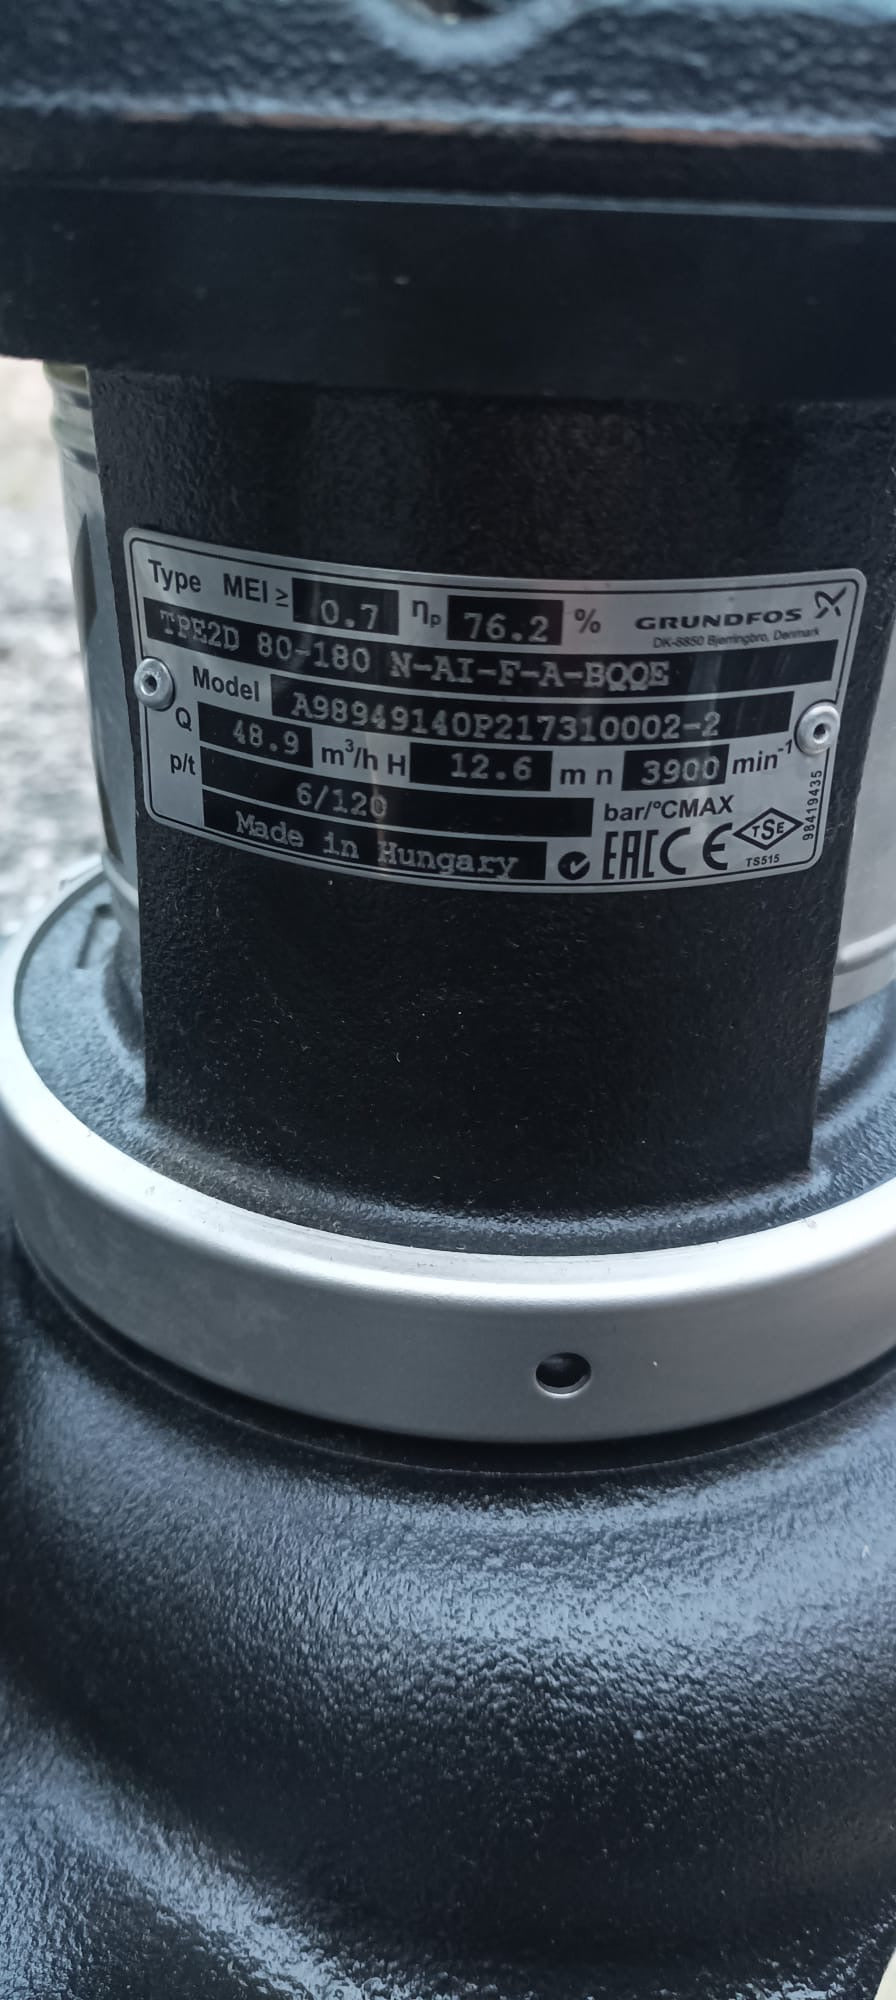 Type MEI ≥ 0.7 ηp 76.2 % GRUNDFOS
DK-8850 Bjerringbro, Denmark
TPE2D 80-180 N-AI-F-A-BQQE
Model A98949140P217310002-2
Q 48.9 m³/h H 12.6 m n 3900 min⁻¹
p/t 6/120 bar/°CMAX
Made in Hungary EAC CE TSE
TS515
98419435